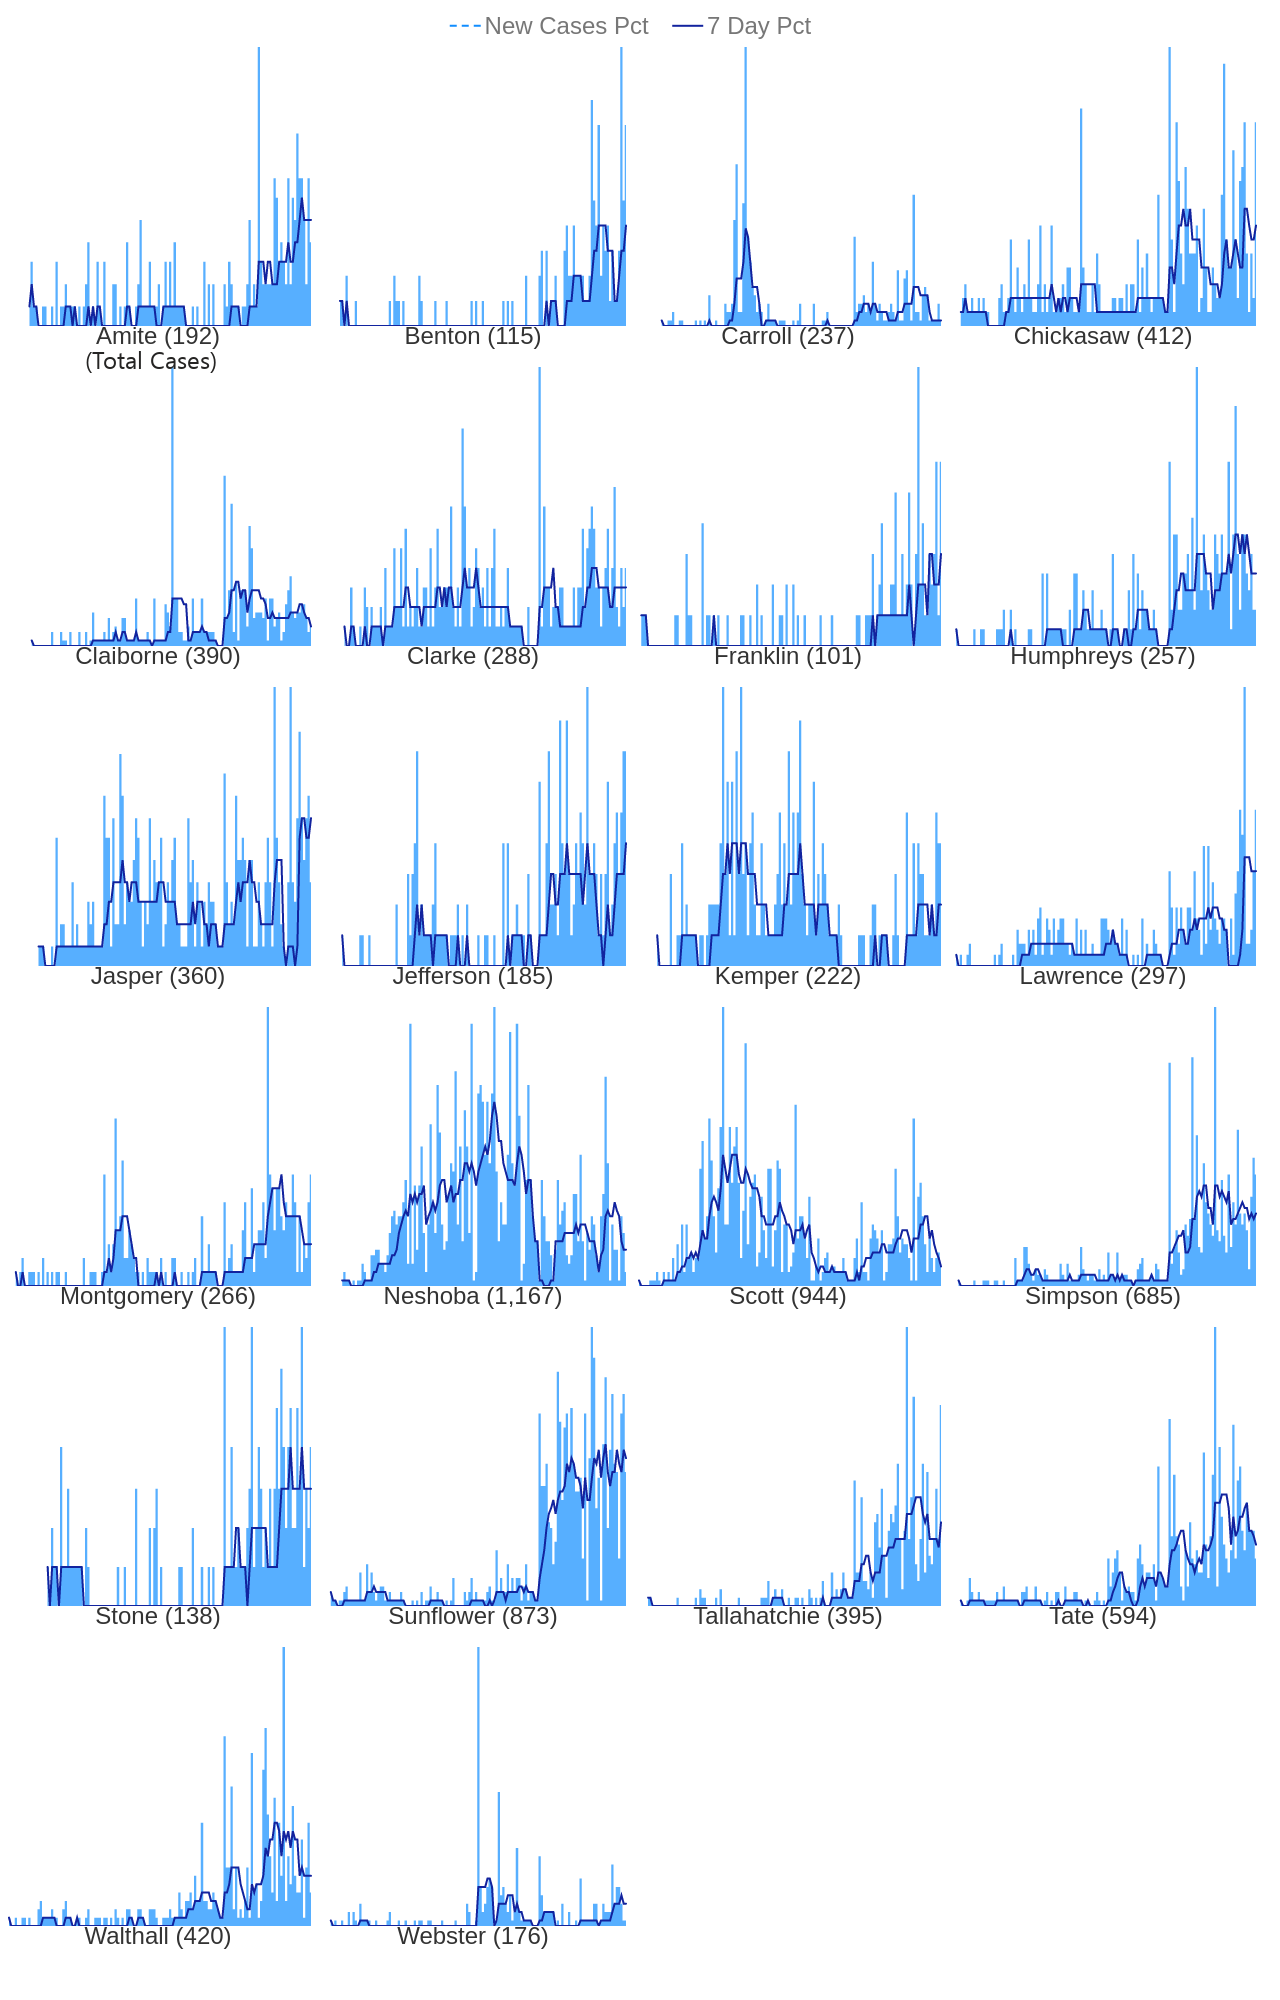 New Cases Pct 7 Day Pct
Amite (192) Benton (115) Carroll (237) Chickasaw (412)
(Total Cases)
Claiborne (390) Clarke (288) Franklin (101) Humphreys (257)
Jasper (360) Jefferson (185) Kemper (222) Lawrence (297)
Montgomery (266) Neshoba (1,167) Scott (944) Simpson (685)
Stone (138) Sunflower (873) Tallahatchie (395) Tate (594)
Walthall (420) Webster (176)